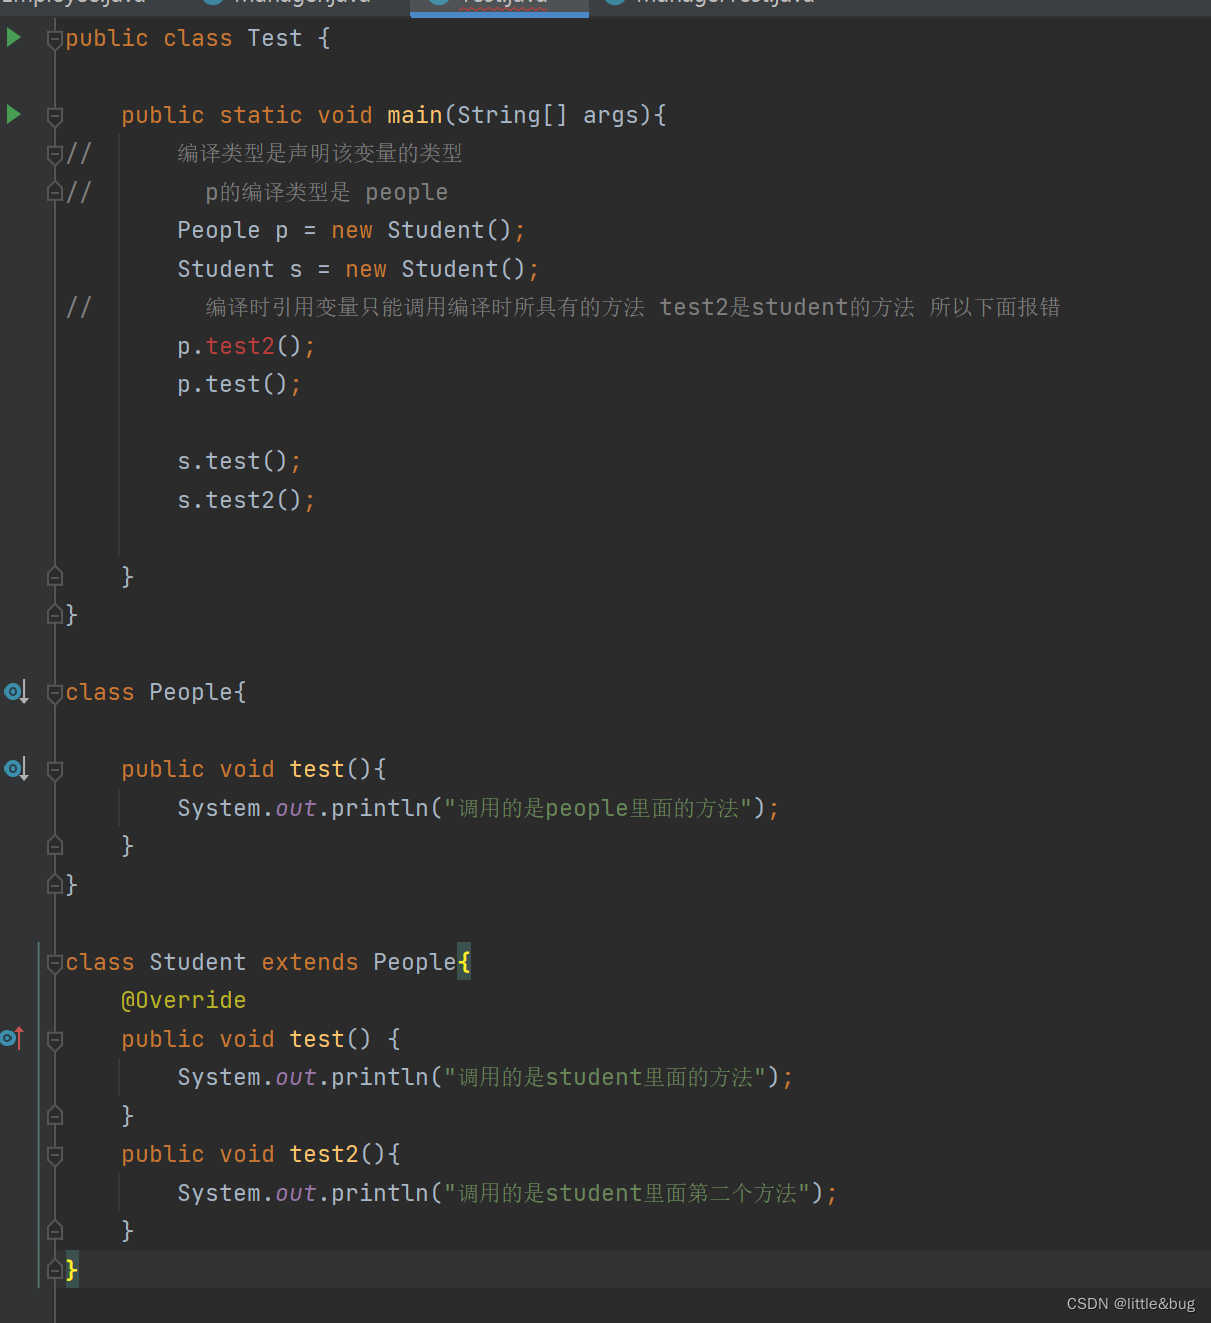 public class Test {
public static void main(String[] args){
// 编译类型是声明该变量的类型
// p的编译类型是 people
People p = new Student();
Student s = new Student();
// 编译时引用变量只能调用编译时所具有的方法 test2是student的方法 所以下面报错
p.test2();
p.test();
s.test();
s.test2();
}
}
class People{
public void test(){
System.out.println("调用的是people里面的方法");
}
}
class Student extends People{
@Override
public void test() {
System.out.println("调用的是student里面的方法");
}
public void test2(){
System.out.println("调用的是student里面第二个方法");
}
}
CSDN @little&bug